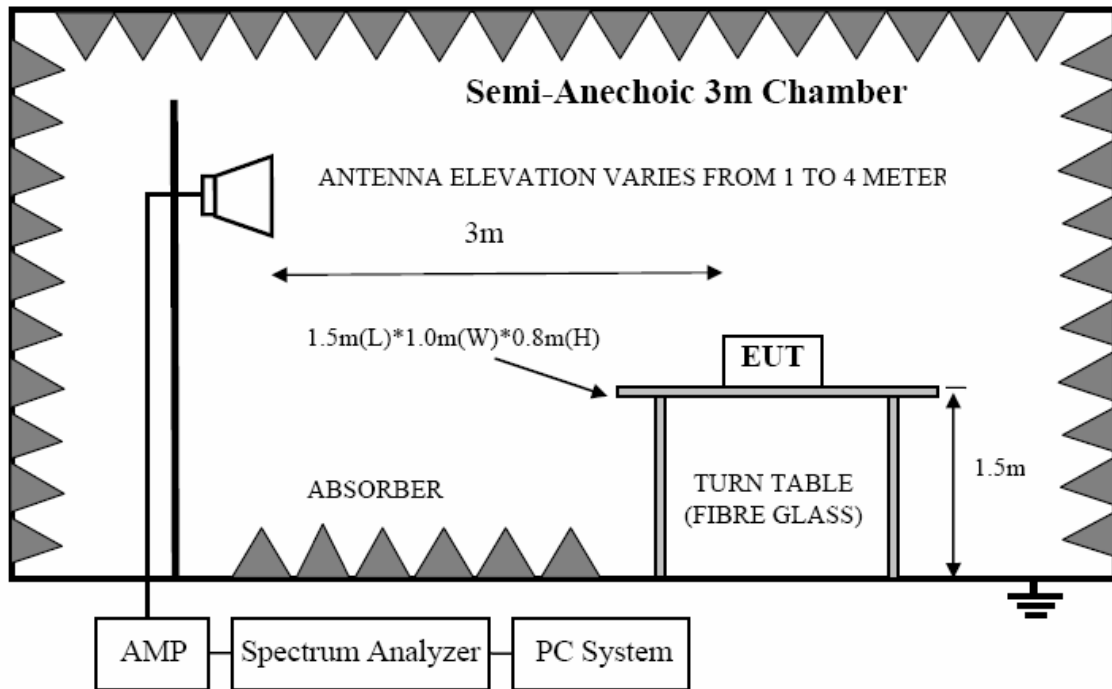 Semi-Anechoic 3m Chamber
ANTENNA ELEVATION VARIES FROM 1 TO 4 METER
3m
1.5m(L)*1.0m(W)*0.8m(H)
EUT
1.5m
ABSORBER
TURN TABLE
(FIBRE GLASS)
AMP
Spectrum Analyzer
PC System